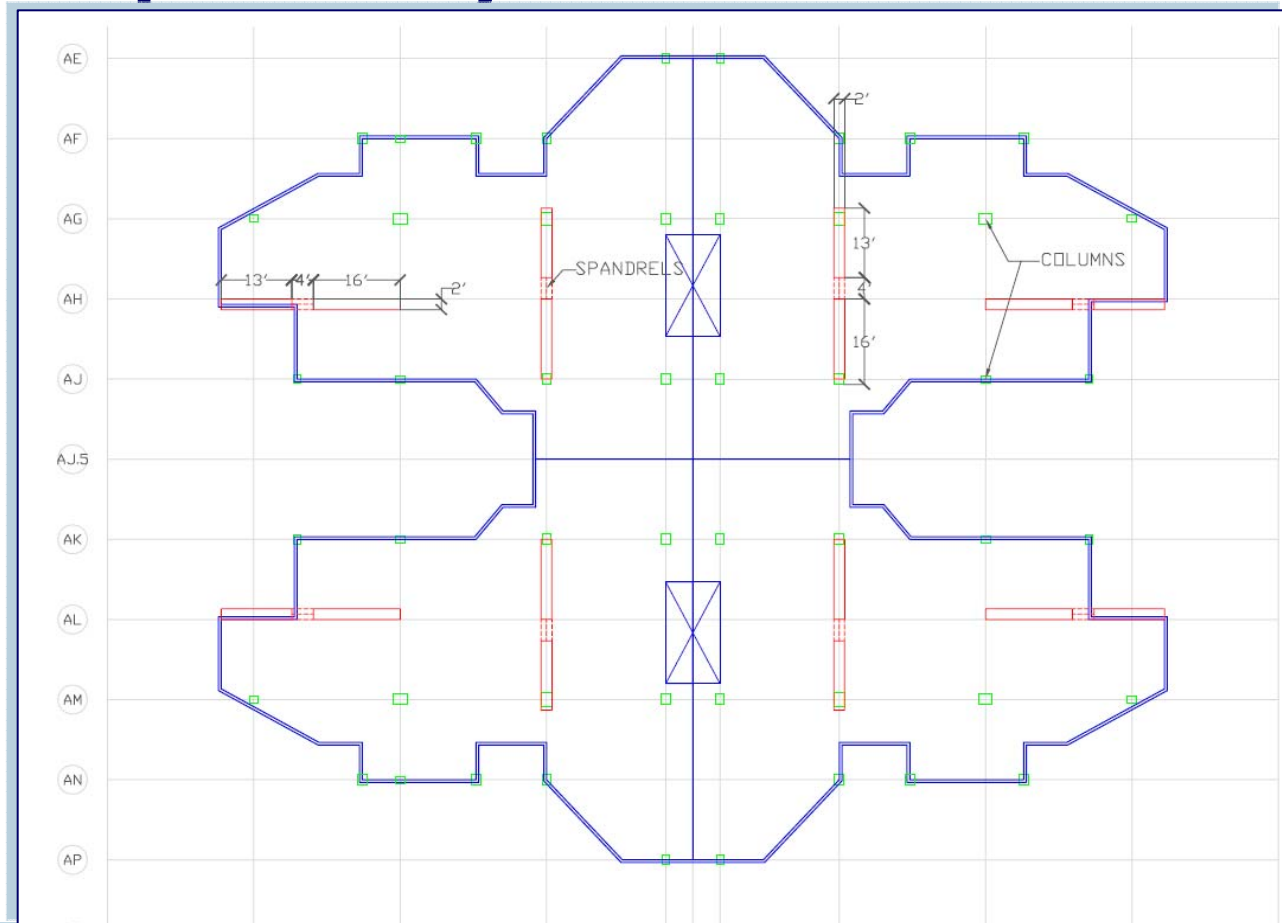 AE
2'
AF
AG
13'
SPANDRELS
COLUMNS
13' 4' 16'
2'
4'
AH
16'
AJ
AJ.5
AK
AL
AM
AN
AP